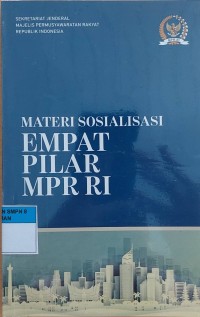 SEKRETARIAT JENDERAL
MAJELIS PERMUSYAWARATAN RAKYAT
REPUBLIK INDONESIA
MATERI SOSIALISASI
EMPAT
PILAR
MPR RI